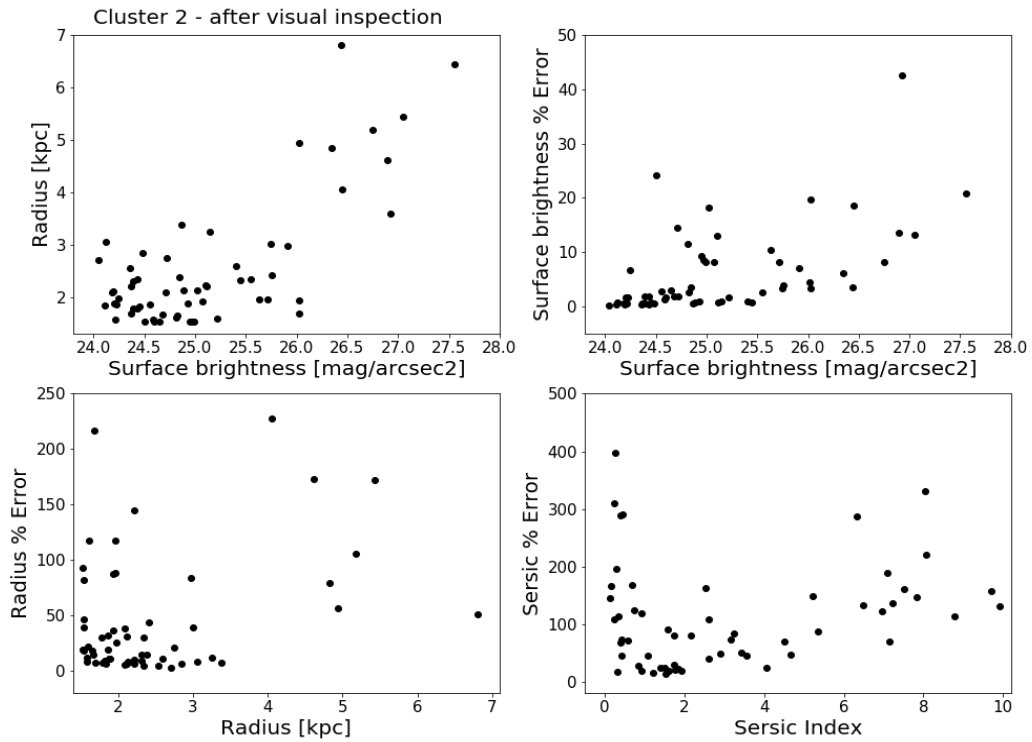 Cluster 2 - after visual inspection
7
6
5
4
3
2
Radius [kpc]
24.0 24.5 25.0 25.5 26.0 26.5 27.0 27.5 28.0
Surface brightness [mag/arcsec2]
50
40
30
20
10
0
Surface brightness % Error
24.0 24.5 25.0 25.5 26.0 26.5 27.0 27.5 28.0
Surface brightness [mag/arcsec2]
250
200
150
100
50
0
Radius % Error
2 3 4 5 6 7
Radius [kpc]
500
400
300
200
100
0
Sersic % Error
0 2 4 6 8 10
Sersic Index